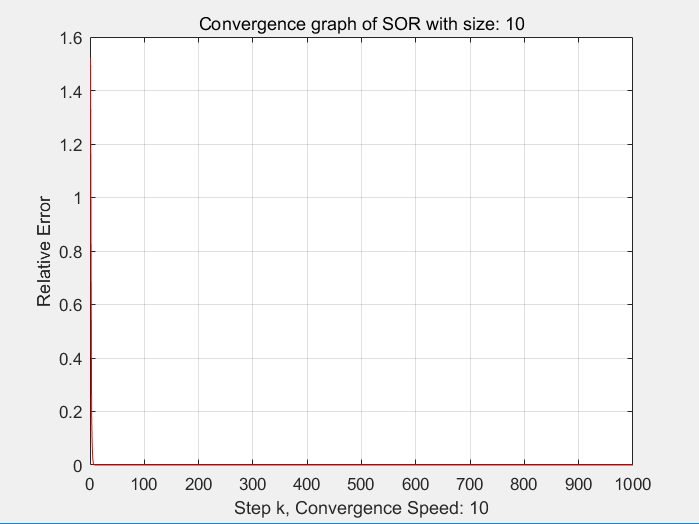 Convergence graph of SOR with size: 10
1.6
1.4
1.2
1
0.8
0.6
0.4
0.2
0
Relative Error
0 100 200 300 400 500 600 700 800 900 1000
Step k, Convergence Speed: 10